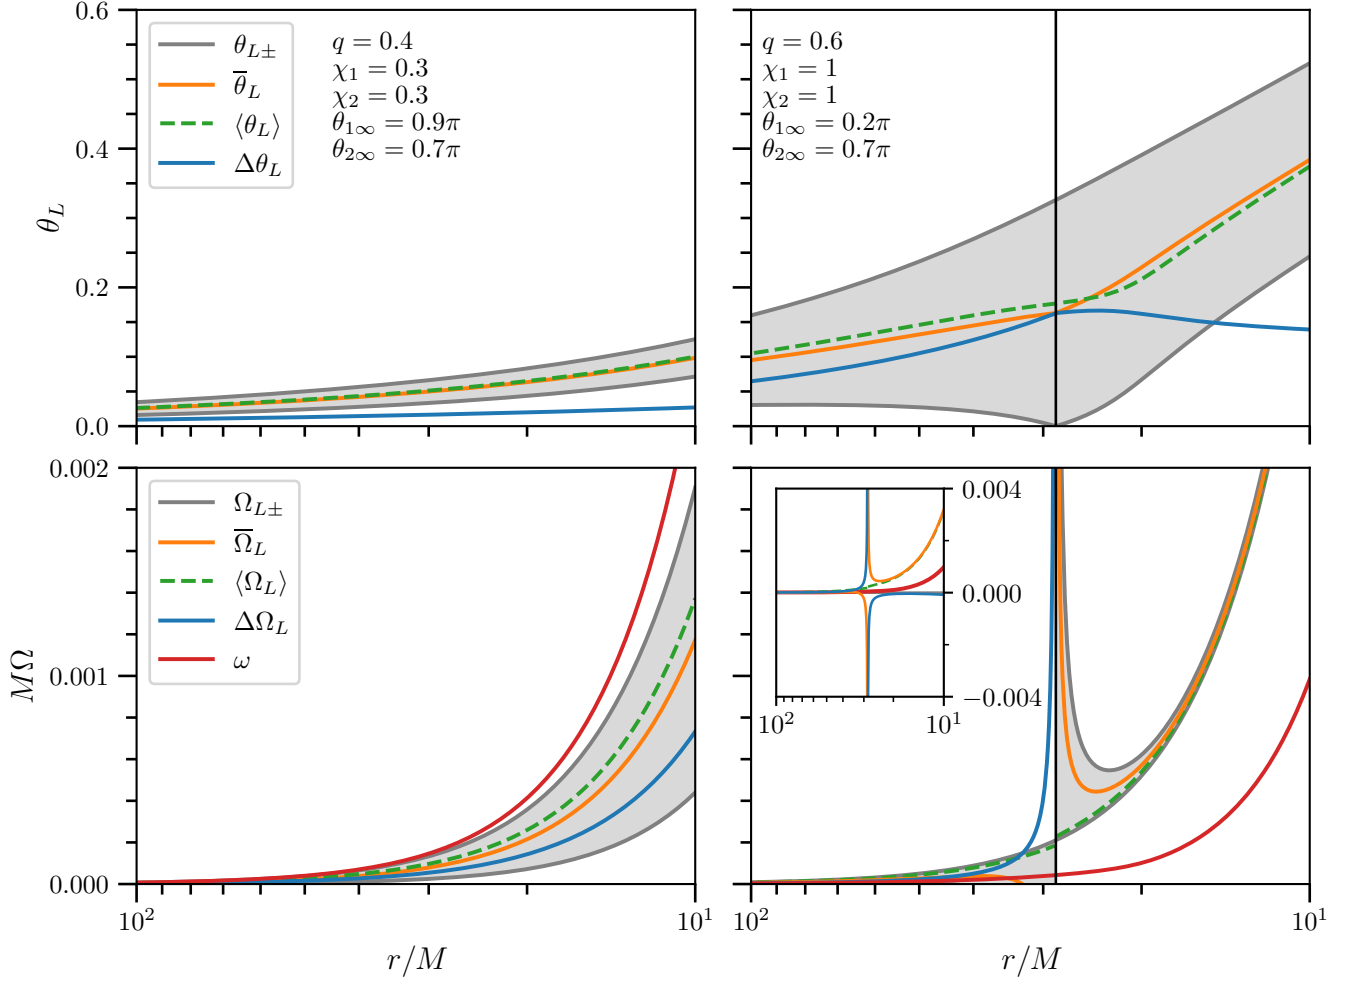 0.6
0.4
0.2
0.0
θ_L
θ_{L±}
θ̄_L
⟨θ_L⟩
Δθ_L
q = 0.4
χ₁ = 0.3
χ₂ = 0.3
θ_{1∞} = 0.9π
θ_{2∞} = 0.7π
q = 0.6
χ₁ = 1
χ₂ = 1
θ_{1∞} = 0.2π
θ_{2∞} = 0.7π
0.002
0.001
0.000
MΩ
Ω_{L±}
Ω̄_L
⟨Ω_L⟩
ΔΩ_L
ω
10² 10¹
r/M
0.004
0.000
−0.004
10² 10¹
10² 10¹
r/M